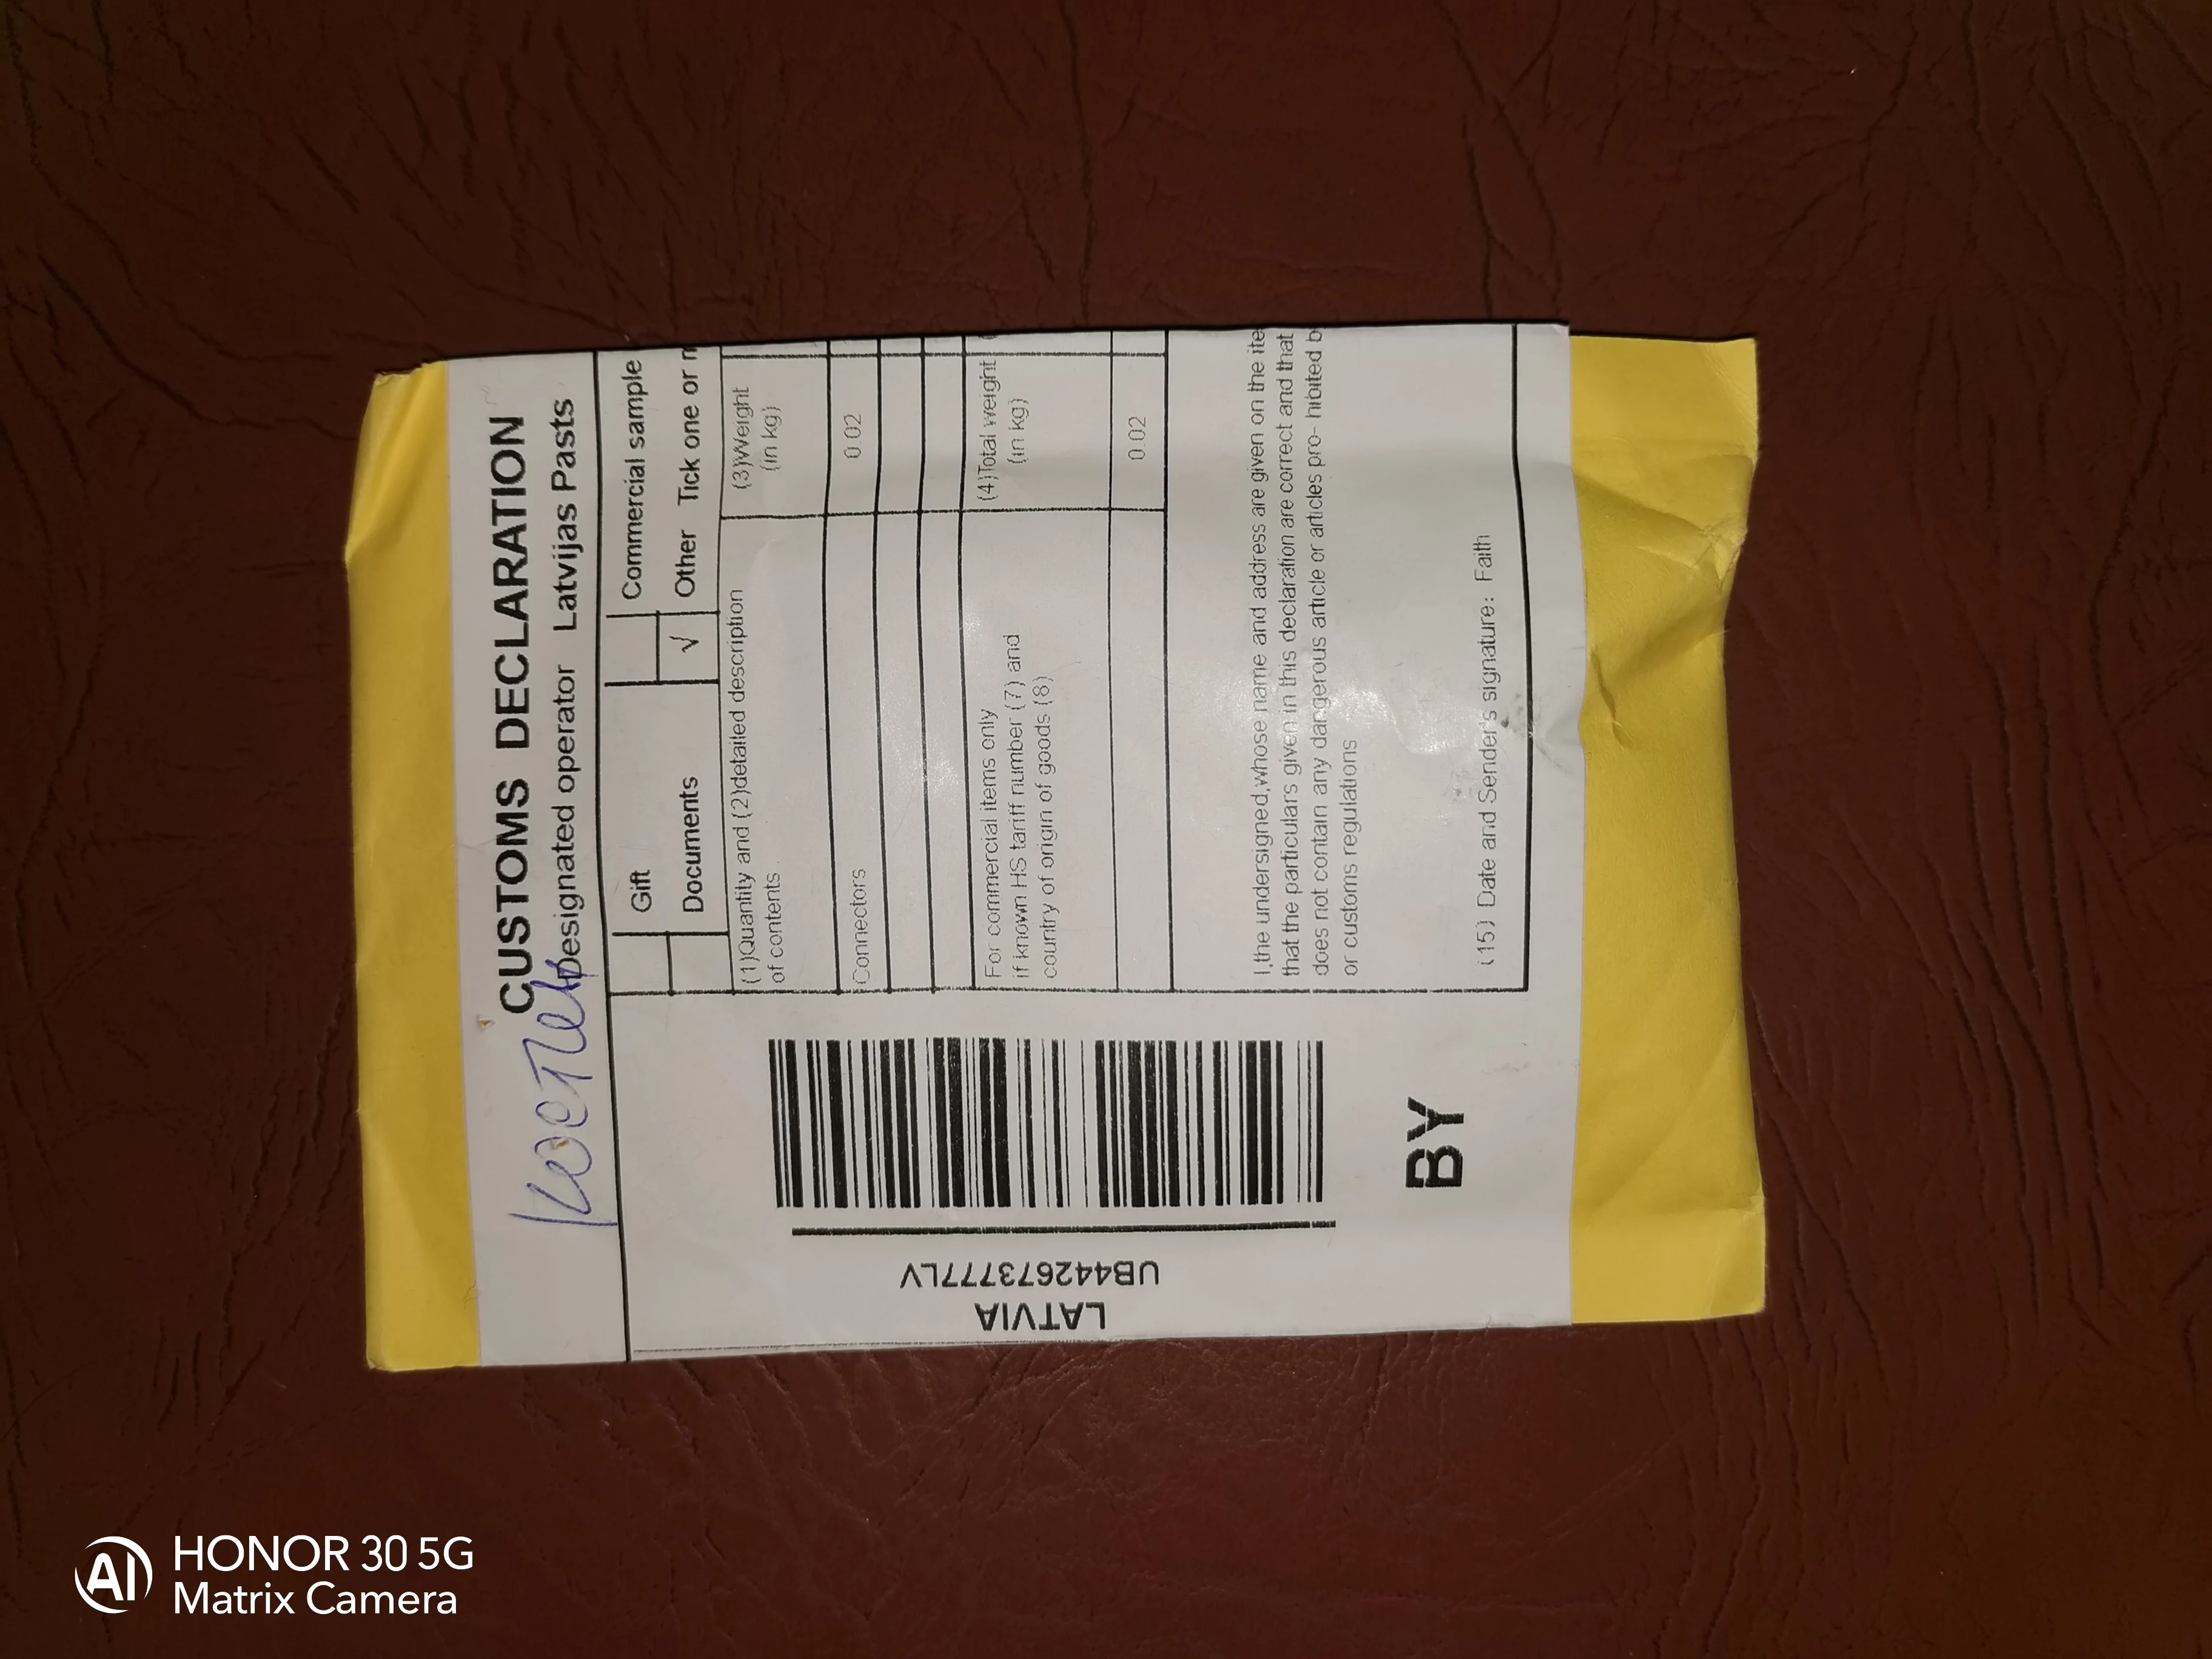 CUSTOMS DECLARATION
Designated operator Latvijas Pasts
Gift
Commercial sample
Documents
√
Other Tick one or
(1)Quantity and (2)detailed description
of contents
(3)Weight
(in kg)
Connectors
0.02
For commercial items only
if known HS tariff number (7) and
country of origin of goods (8)
(4)Total weight
(in kg)
0.02
I,the undersigned,whose name and address are given on the
that the particulars given in this declaration are correct and that
does not contain any dangerous article or articles pro- hibited
or customs regulations
(15) Date and Sender's signature: Faith
LATVIA
UB442673777LV
BY
HONOR 30 5G
Matrix Camera